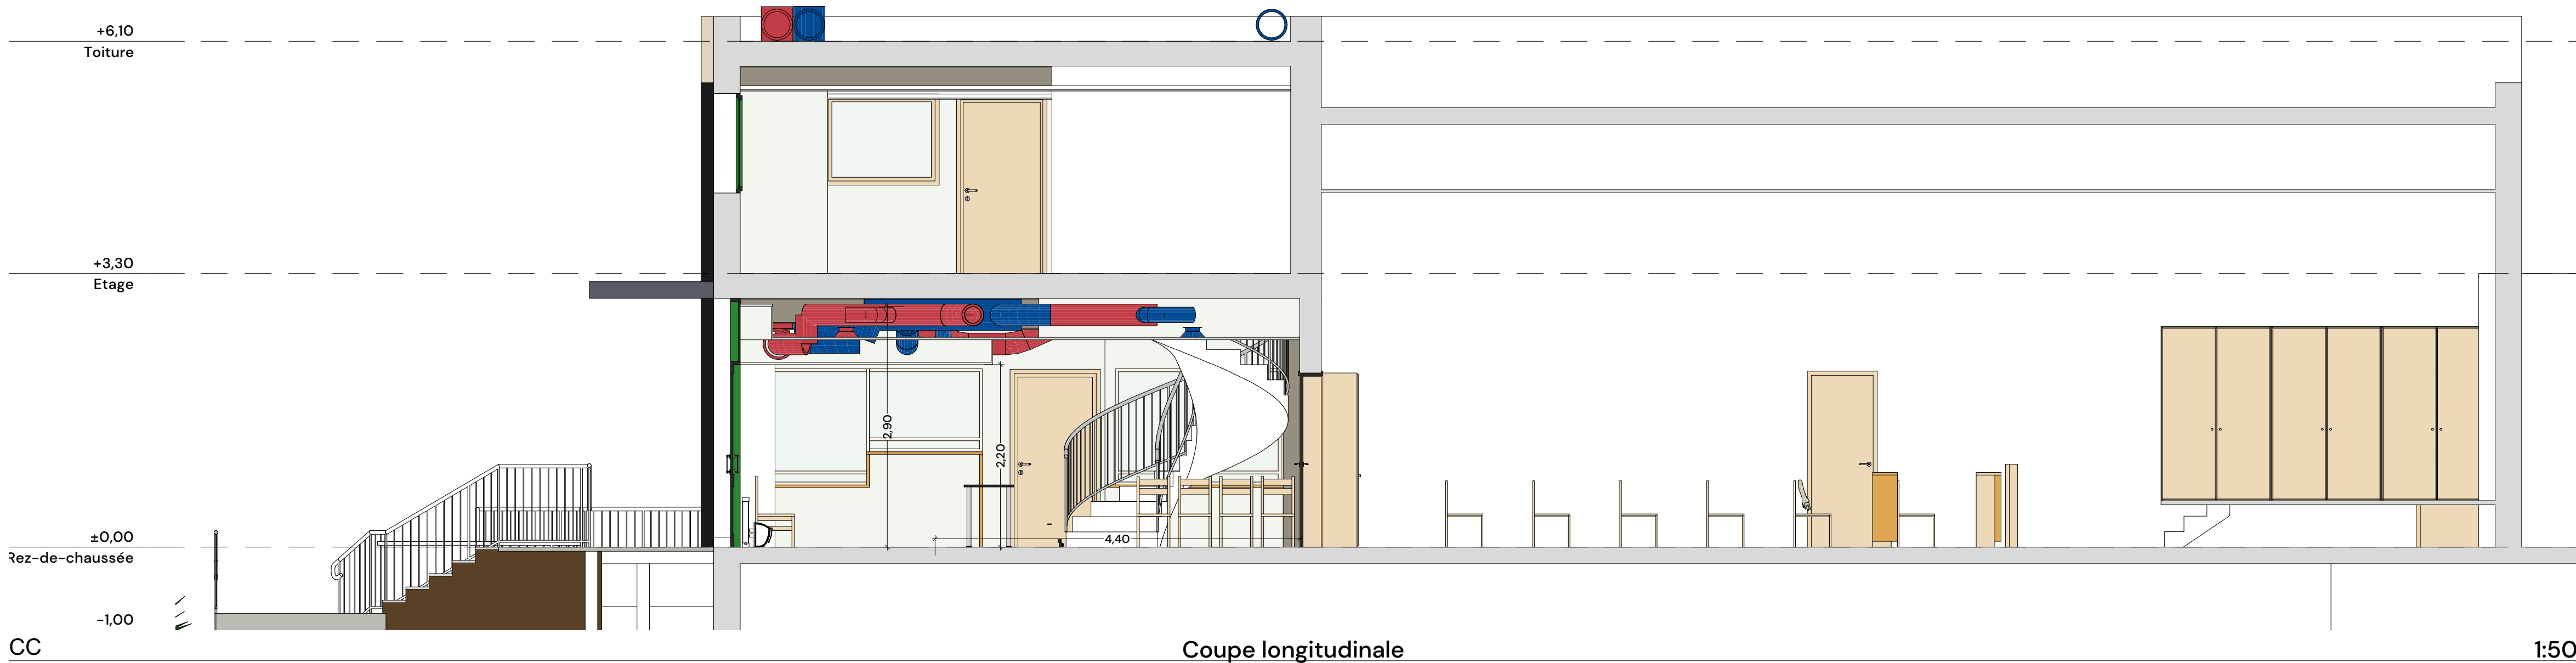 +6,10
Toiture
+3,30
Etage
2,90
2,20
±0,00
4,40
Rez-de-chaussée
-1,00
CC
Coupe longitudinale
1:50